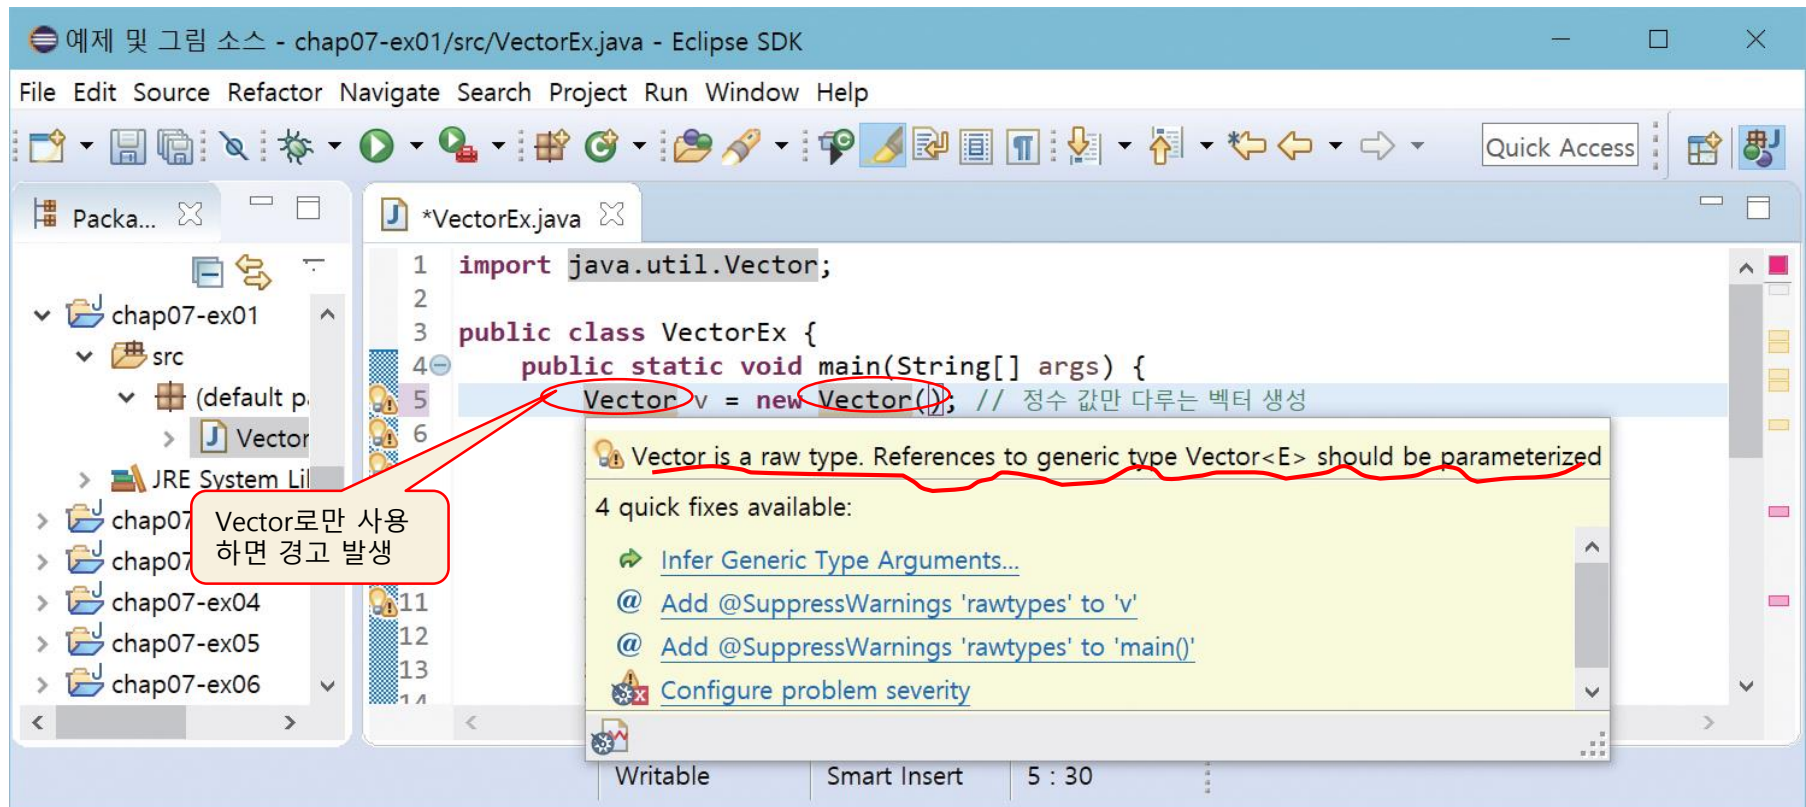 예제 및 그림 소스 - chap07-ex01/src/VectorEx.java - Eclipse SDK
File Edit Source Refactor Navigate Search Project Run Window Help
Quick Access
Packa...
*VectorEx.java
chap07-ex01
src
(default p
Vector
JRE System Lil
chap07
chap07
chap07-ex04
chap07-ex05
chap07-ex06
Vector로만 사용
하면 경고 발생
1 import java.util.Vector;
2
3 public class VectorEx {
4 public static void main(String[] args) {
5 Vector v = new Vector(); // 정수 값만 다루는 벡터 생성
6
11
12
13
14
Vector is a raw type. References to generic type Vector<E> should be parameterized
4 quick fixes available:
Infer Generic Type Arguments...
@ Add @SuppressWarnings 'rawtypes' to 'v'
@ Add @SuppressWarnings 'rawtypes' to 'main()'
Configure problem severity
Writable Smart Insert 5 : 30